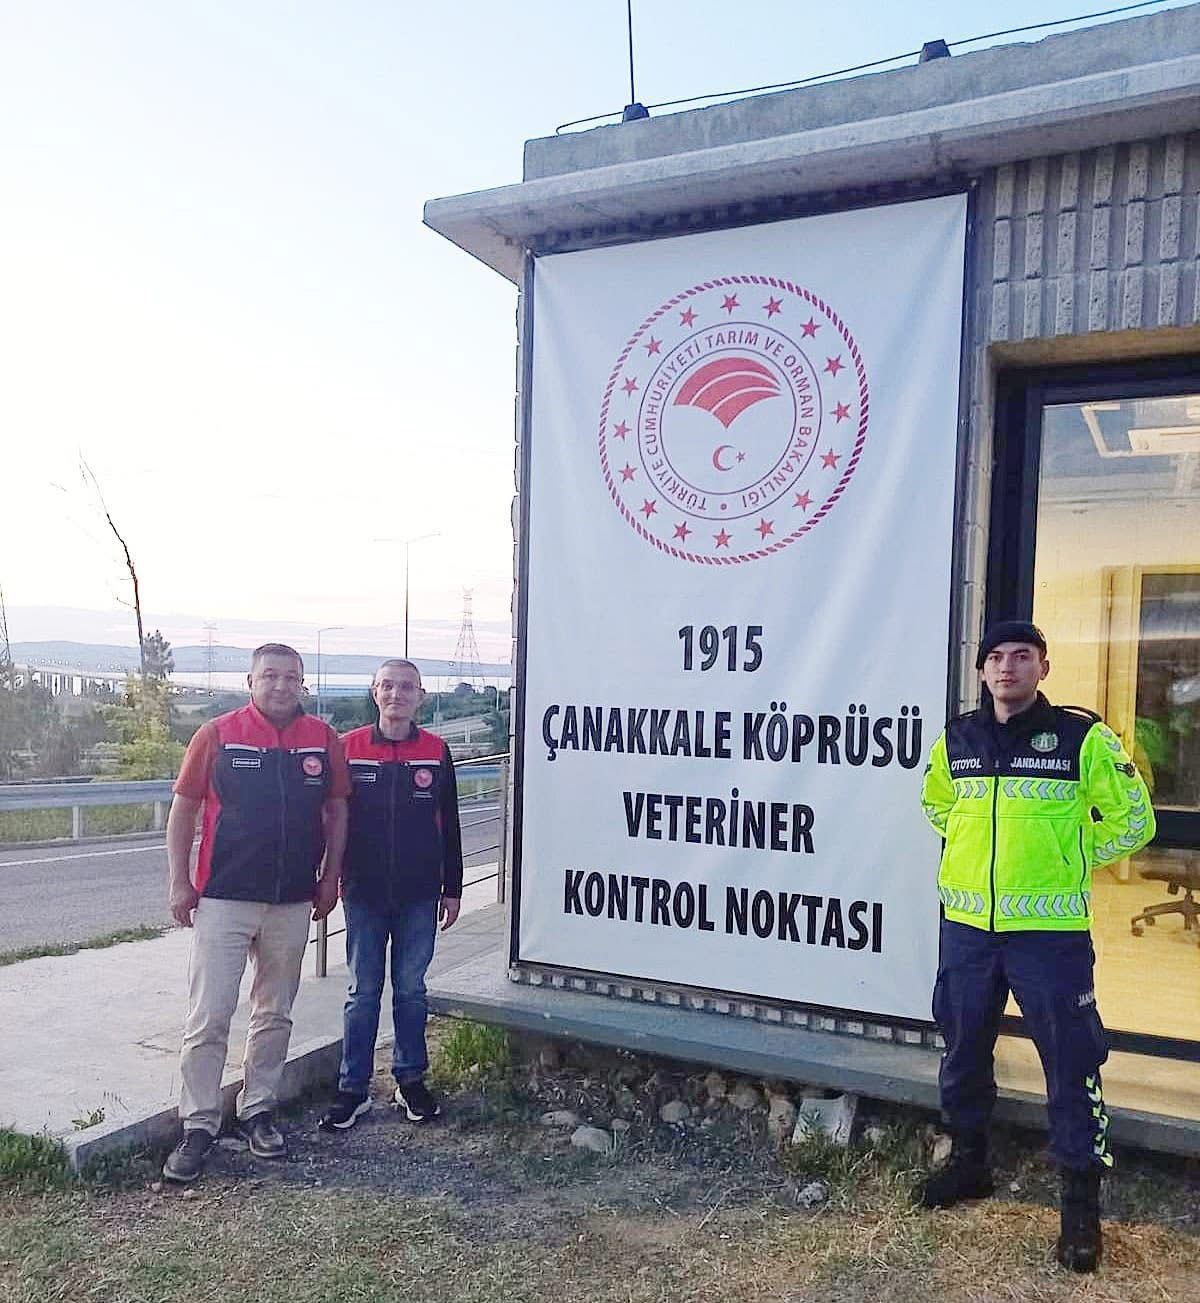 TÜRKİYE CUMHURİYETİ TARIM VE ORMAN BAKANLIĞI
1915
ÇANAKKALE KÖPRÜSÜ
VETERİNER
KONTROL NOKTASI
OTOYOL JANDARMASI